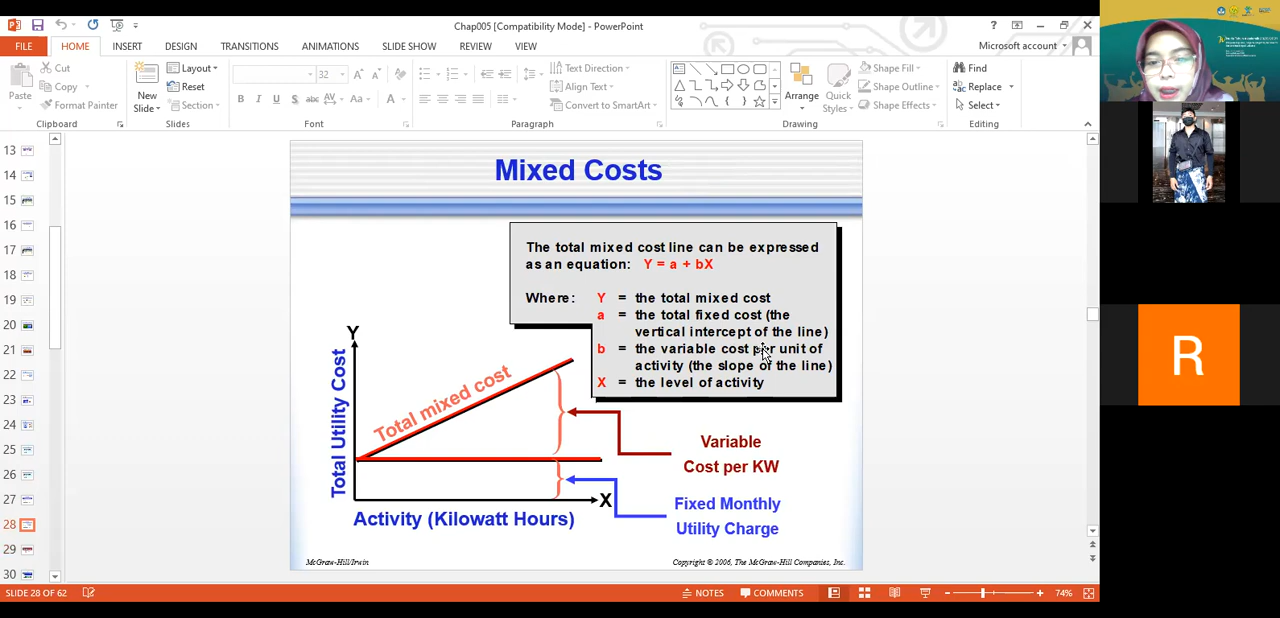 Chap005 [Compatibility Mode] - PowerPoint
FILE HOME INSERT DESIGN TRANSITIONS ANIMATIONS SLIDE SHOW REVIEW VIEW Microsoft account
Paste
Cut
Copy
Format Painter
Clipboard
New
Slide
Layout
Reset
Section
Slides
32
B I U S abc AV Aa A
Font
Text Direction
Align Text
Convert to SmartArt
Paragraph
Arrange
Quick
Styles
Shape Fill
Shape Outline
Shape Effects
Drawing
Find
Replace
Select
Editing
13
14
15
16
17
18
19
20
21
22
23
24
25
26
27
28
29
30
Mixed Costs
The total mixed cost line can be expressed
as an equation: Y = a + bX
Where: Y = the total mixed cost
a = the total fixed cost (the
vertical intercept of the line)
b = the variable cost per unit of
activity (the slope of the line)
X = the level of activity
Y
Total Utility Cost
Total mixed cost
X
Activity (Kilowatt Hours)
Variable
Cost per KW
Fixed Monthly
Utility Charge
McGraw-Hill/Irwin
Copyright © 2006, The McGraw-Hill Companies, Inc.
SLIDE 28 OF 62
NOTES
COMMENTS
74%
R